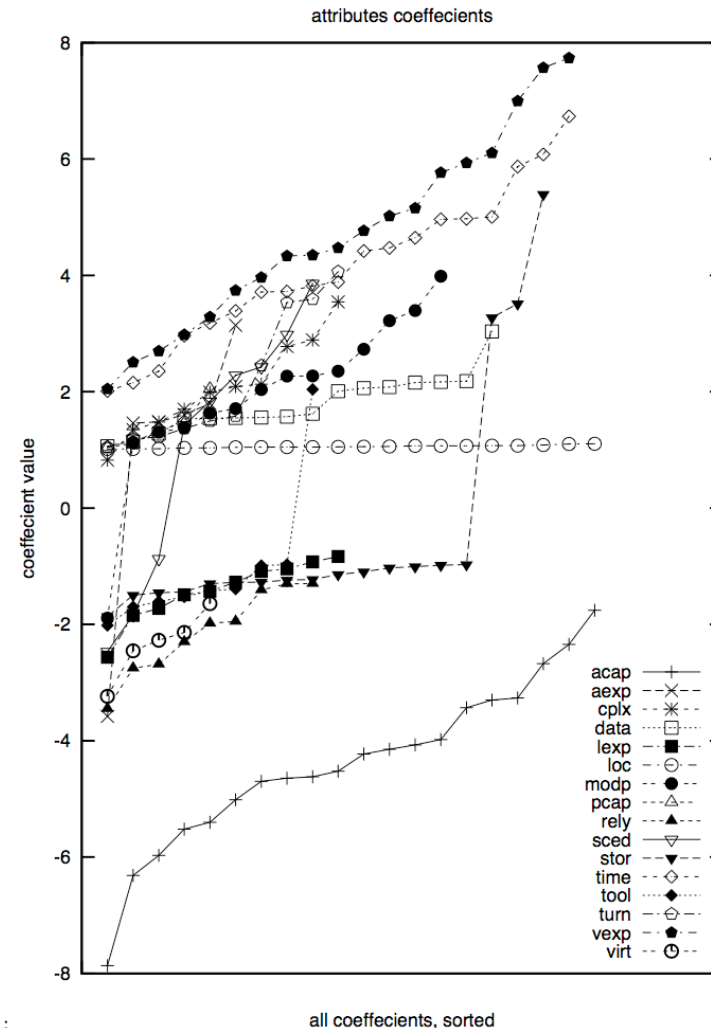 attributes coeffecients
8
6
4
2
0
-2
-4
-6
-8
coeffecient value
acap
aexp
cplx
data
lexp
loc
modp
pcap
rely
sced
stor
time
tool
turn
vexp
virt
all coeffecients, sorted